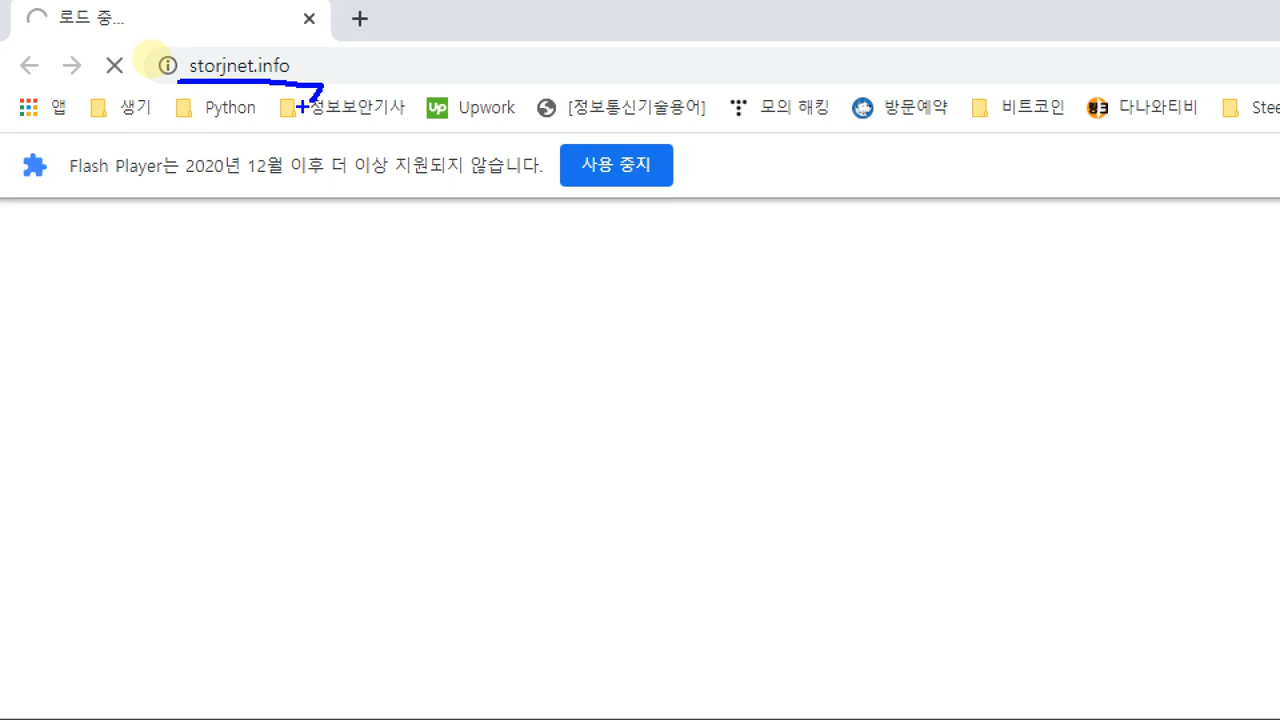 로드 중...
storjnet.info
앱 생기 Python 정보보안기사 Up Upwork [정보통신기술용어] 모의 해킹 방문예약 비트코인 다나와티비 Stee
Flash Player는 2020년 12월 이후 더 이상 지원되지 않습니다. 사용 중지